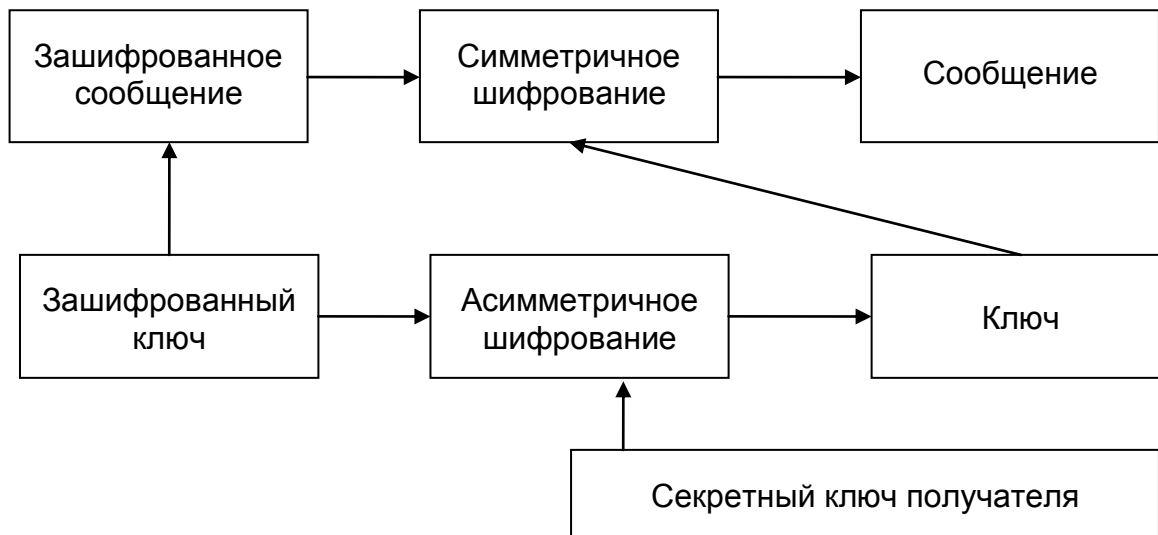 Зашифрованное
сообщение
Симметричное
шифрование
Сообщение
Зашифрованный
ключ
Асимметричное
шифрование
Ключ
Секретный ключ получателя